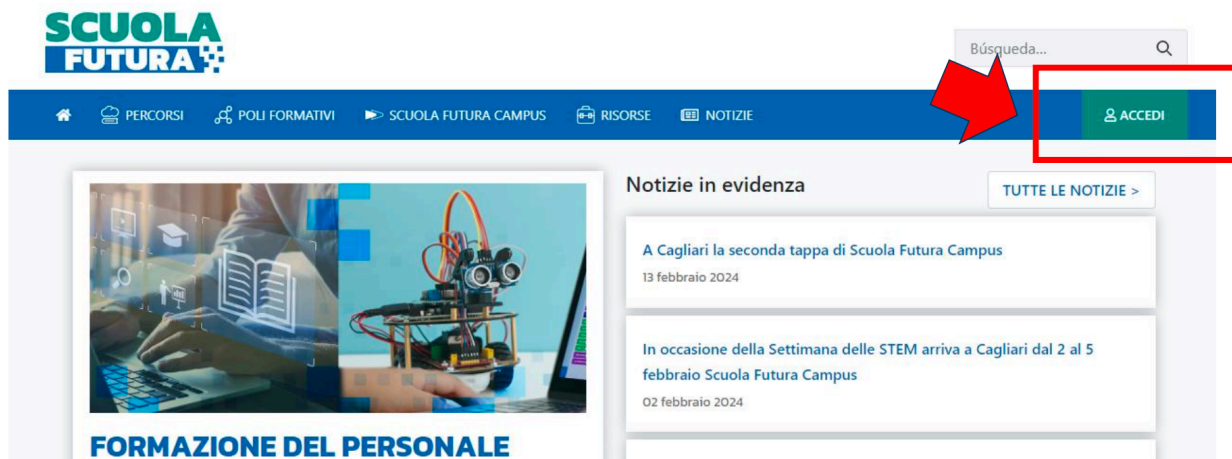 SCUOLA
FUTURA
Búsqueda...
PERCORSI
POLI FORMATIVI
SCUOLA FUTURA CAMPUS
RISORSE
NOTIZIE
ACCEDI
Notizie in evidenza
TUTTE LE NOTIZIE >
A Cagliari la seconda tappa di Scuola Futura Campus
13 febbraio 2024
In occasione della Settimana delle STEM arriva a Cagliari dal 2 al 5
febbraio Scuola Futura Campus
02 febbraio 2024
FORMAZIONE DEL PERSONALE